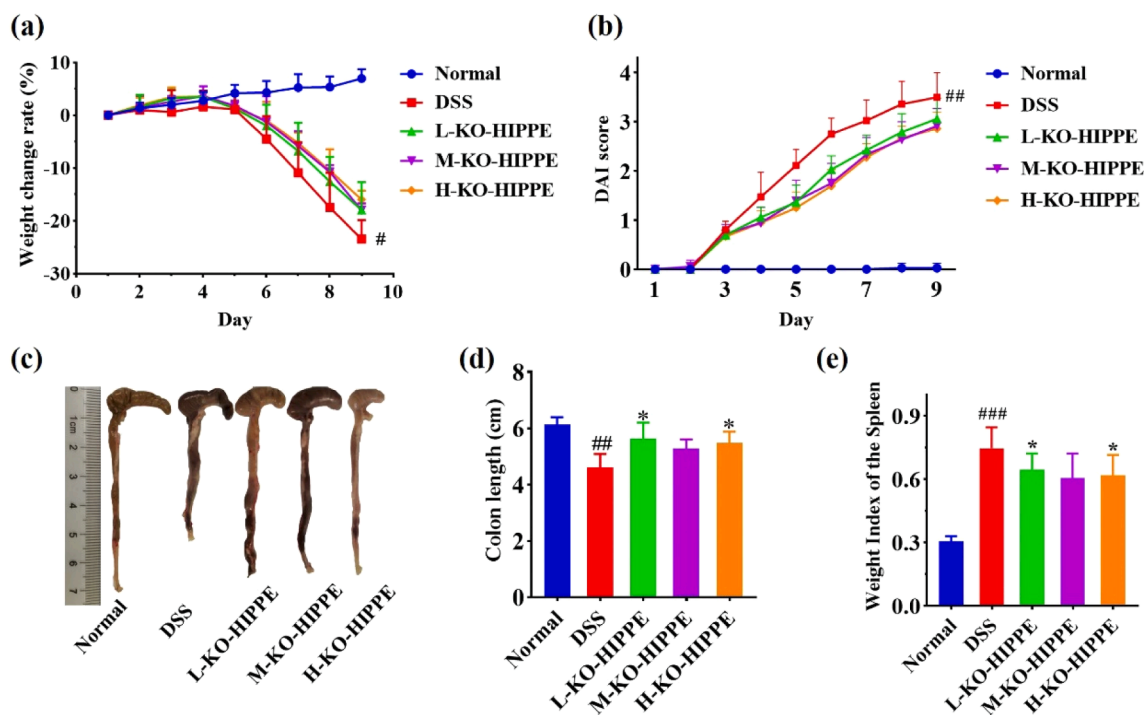 (a)
Weight change rate (%)
10
0
-10
-20
-30
0
2
4
6
8
10
Day
#
Normal
DSS
L-KO-HIPPE
M-KO-HIPPE
H-KO-HIPPE
(b)
DAI score
4
3
2
1
0
1
3
5
7
9
Day
##
Normal
DSS
L-KO-HIPPE
M-KO-HIPPE
H-KO-HIPPE
(c)
0
1cm
2
3
4
5
6
7
Normal
DSS
L-KO-HIPPE
M-KO-HIPPE
H-KO-HIPPE
(d)
Colon length (cm)
8
6
4
2
0
##
*
*
Normal
DSS
L-KO-HIPPE
M-KO-HIPPE
H-KO-HIPPE
(e)
Weight Index of the Spleen
0.9
0.6
0.3
0.0
###
*
*
Normal
DSS
L-KO-HIPPE
M-KO-HIPPE
H-KO-HIPPE